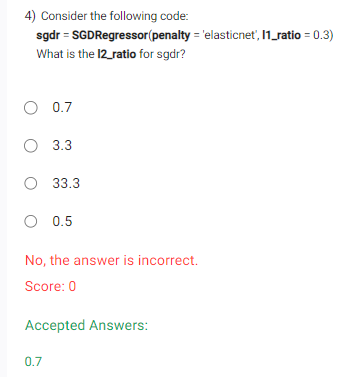 4) Consider the following code:
sgdr = SGDRegressor(penalty = 'elasticnet', l1_ratio = 0.3)
What is the l2_ratio for sgdr?
0.7
3.3
33.3
0.5
No, the answer is incorrect.
Score: 0
Accepted Answers:
0.7